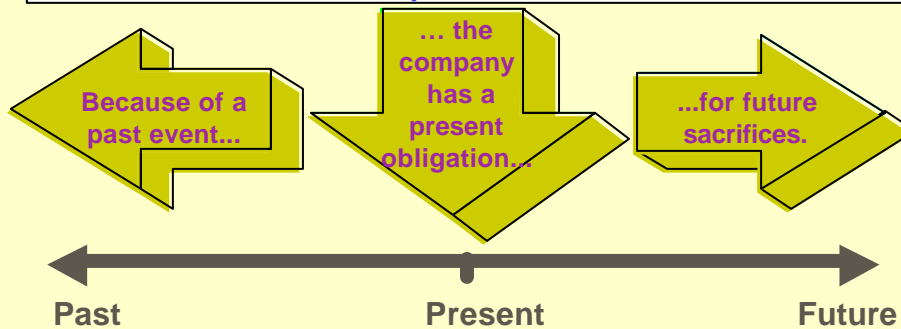 Because of a
past event...
... the
company
has a
present
obligation...
...for future
sacrifices.
Past
Present
Future